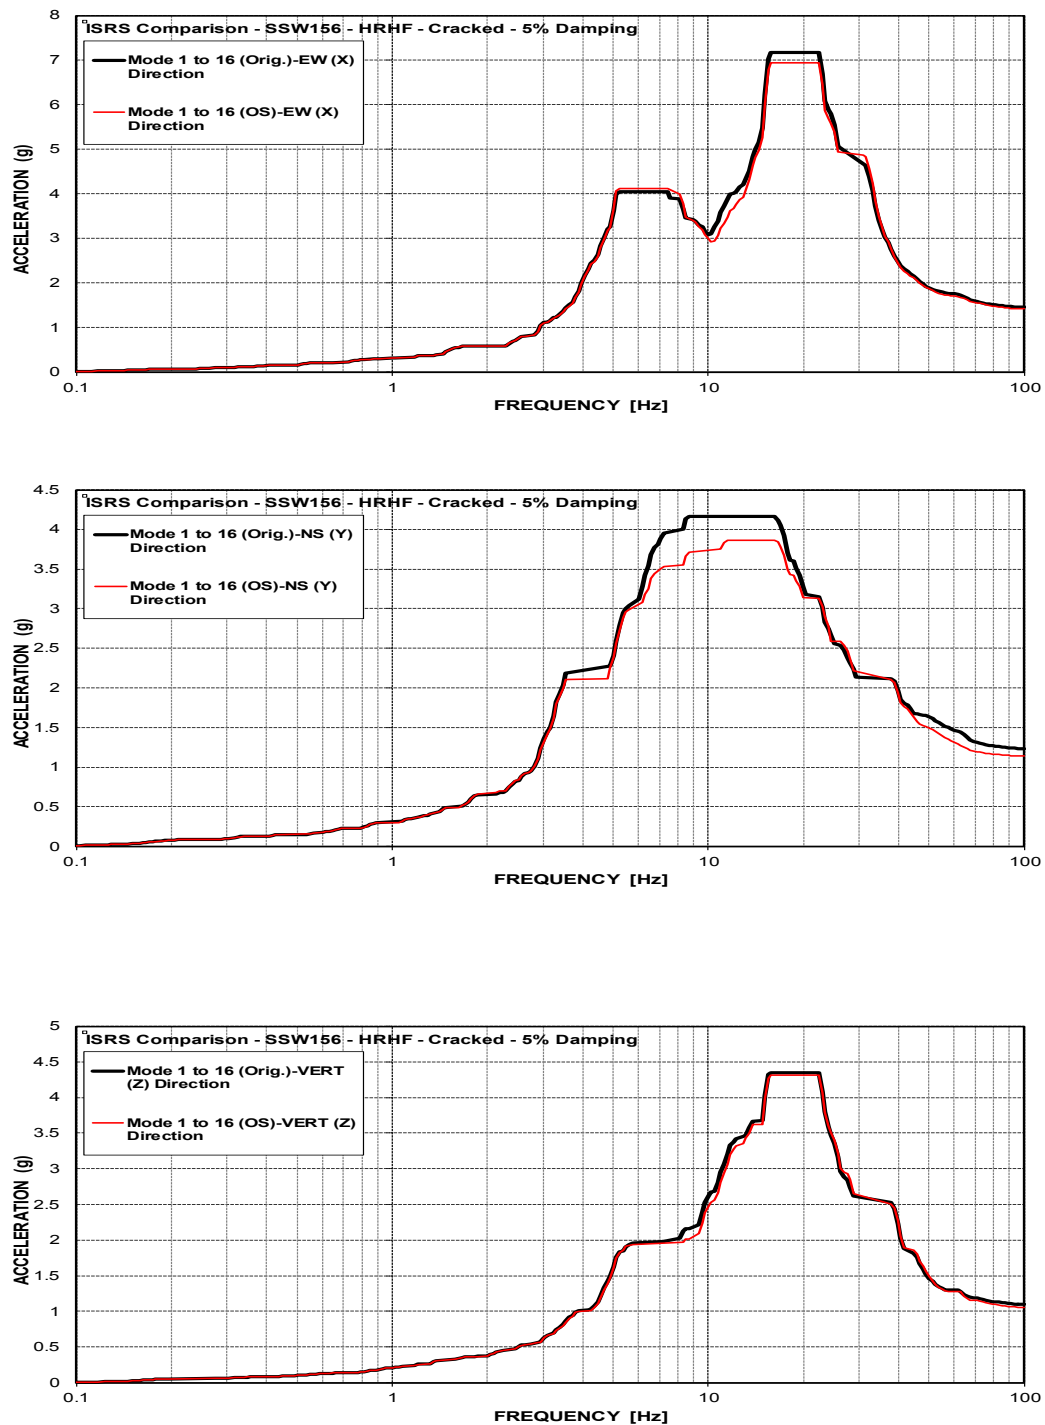 ISRS Comparison - SSW156 - HRHF - Cracked - 5% Damping
Mode 1 to 16 (Orig.)-EW (X)
Direction
Mode 1 to 16 (OS)-EW (X)
Direction
ACCELERATION (g)
8
7
6
5
4
3
2
1
0
0.1
1
10
100
FREQUENCY [Hz]
ISRS Comparison - SSW156 - HRHF - Cracked - 5% Damping
Mode 1 to 16 (Orig.)-NS (Y)
Direction
Mode 1 to 16 (OS)-NS (Y)
Direction
ACCELERATION (g)
4.5
4
3.5
3
2.5
2
1.5
1
0.5
0
0.1
1
10
100
FREQUENCY [Hz]
ISRS Comparison - SSW156 - HRHF - Cracked - 5% Damping
Mode 1 to 16 (Orig.)-VERT
(Z) Direction
Mode 1 to 16 (OS)-VERT (Z)
Direction
ACCELERATION (g)
5
4.5
4
3.5
3
2.5
2
1.5
1
0.5
0
0.1
1
10
100
FREQUENCY [Hz]